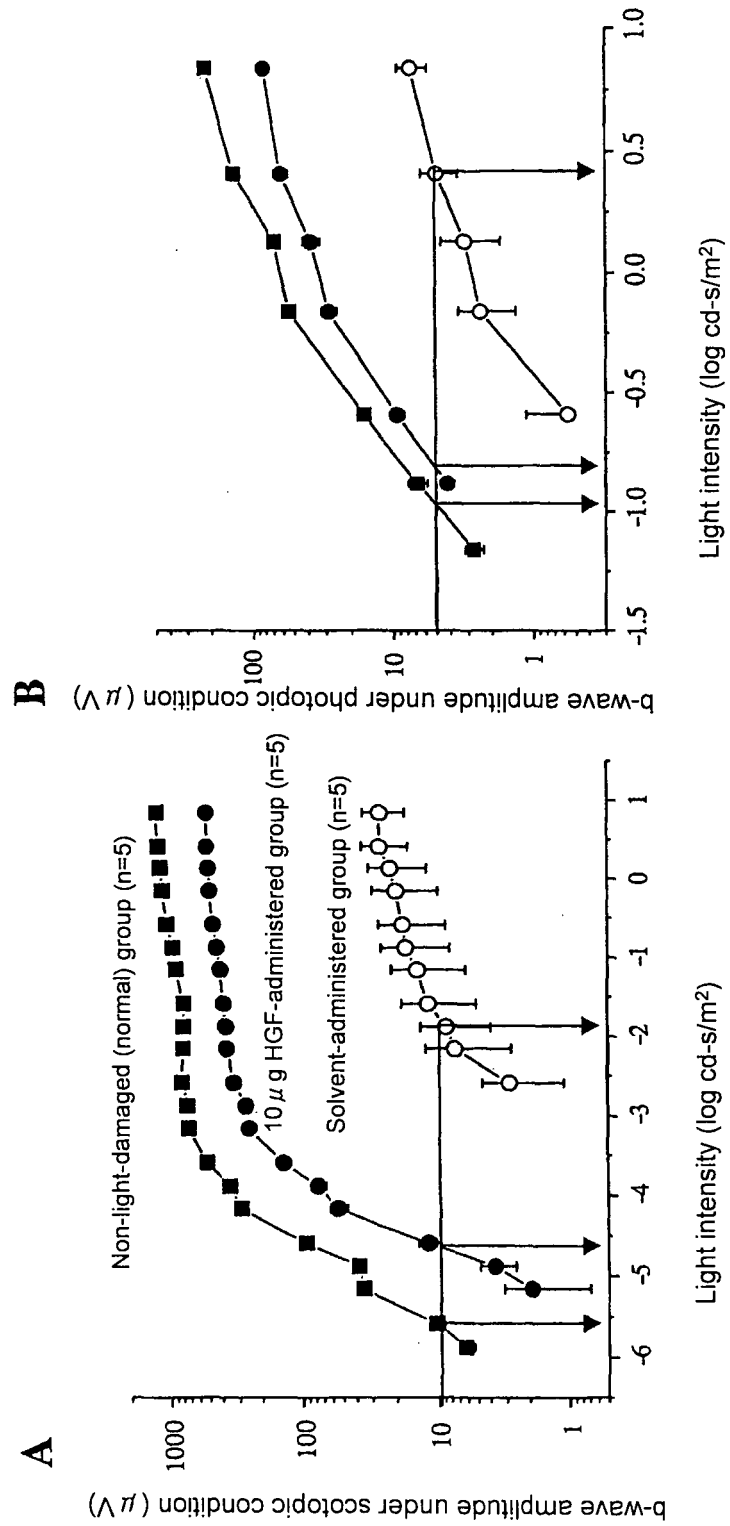 A
b-wave amplitude under scotopic condition ( μ V)
1000
100
10
1
Non-light-damaged (normal) group (n=5)
10 μ g HGF-administered group (n=5)
Solvent-administered group (n=5)
-6
-5
-4
-3
-2
-1
0
1
Light intensity (log cd-s/m²)
B
b-wave amplitude under photopic condition ( μ V)
100
10
1
-1.5
-1.0
-0.5
0.0
0.5
1.0
Light intensity (log cd-s/m²)